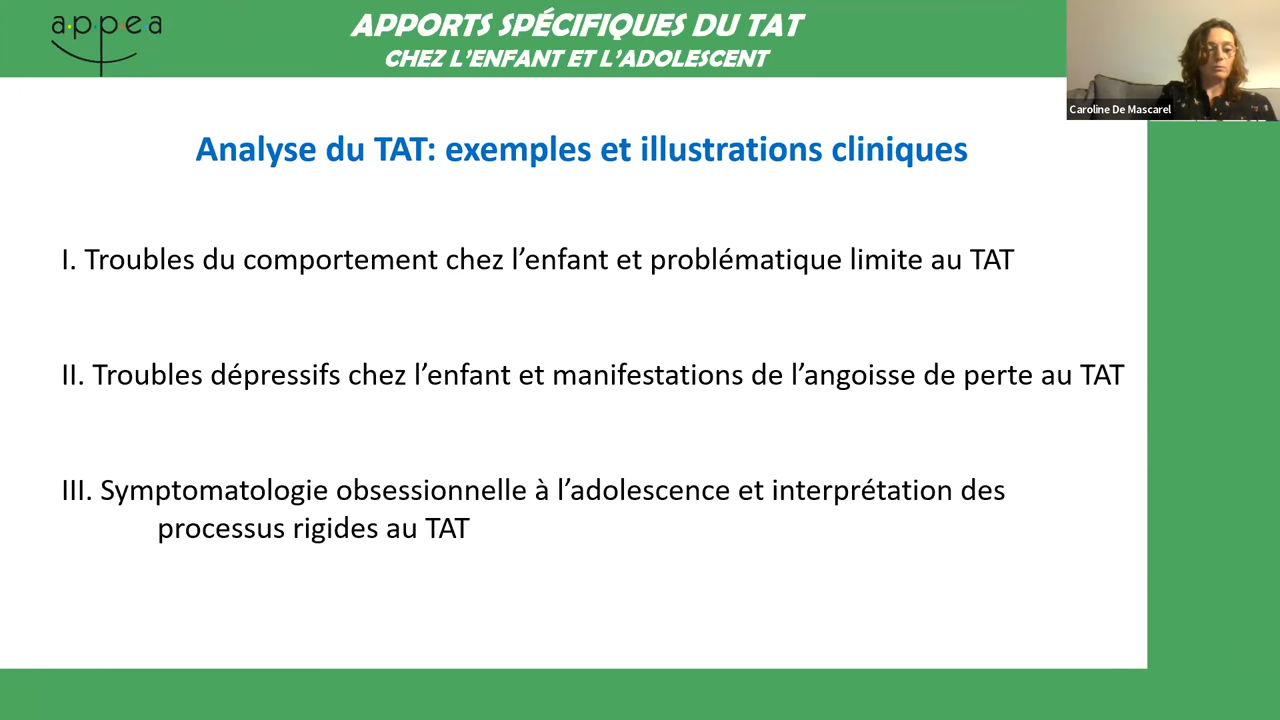 a·p·p·e·a
APPORTS SPÉCIFIQUES DU TAT
CHEZ L'ENFANT ET L'ADOLESCENT
Caroline De Mascarel
Analyse du TAT: exemples et illustrations cliniques
I. Troubles du comportement chez l'enfant et problématique limite au TAT
II. Troubles dépressifs chez l'enfant et manifestations de l'angoisse de perte au TAT
III. Symptomatologie obsessionnelle à l'adolescence et interprétation des
processus rigides au TAT